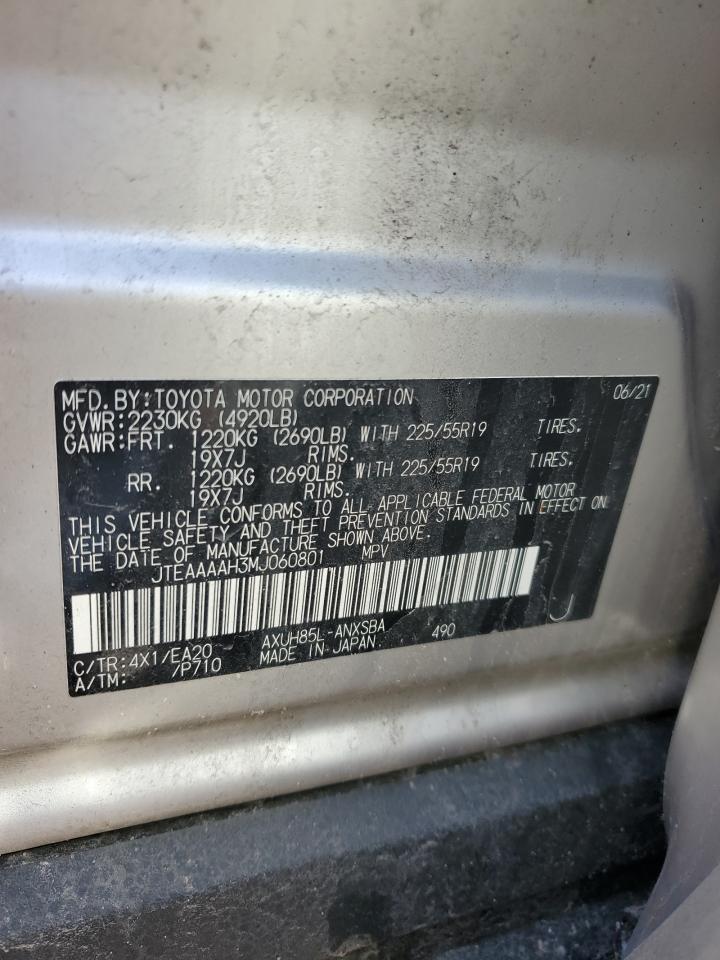 MFD. BY: TOYOTA MOTOR CORPORATION 06/21
GVWR: 2230KG (4920LB)
GAWR: FRT. 1220KG (2690LB) WITH 225/55R19 TIRES.
19X7J RIMS.
RR. 1220KG (2690LB) WITH 225/55R19 TIRES.
19X7J RIMS.
THIS VEHICLE CONFORMS TO ALL APPLICABLE FEDERAL MOTOR
VEHICLE SAFETY AND THEFT PREVENTION STANDARDS IN EFFECT ON
THE DATE OF MANUFACTURE SHOWN ABOVE.
JTEAAAAH3MJ060801 MPV
C/TR: 4X1/EA20 AXUH85L-ANXSBA 490
A/TM: /P710 MADE IN JAPAN